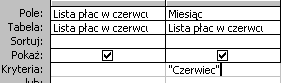 Pole: Lista płac w czerwcu Miesiąc
Tabela: Lista płac w czerwcu Lista płac w czerwcu
Sortuj:
Pokaż:
Kryteria: "Czerwiec"
lub: